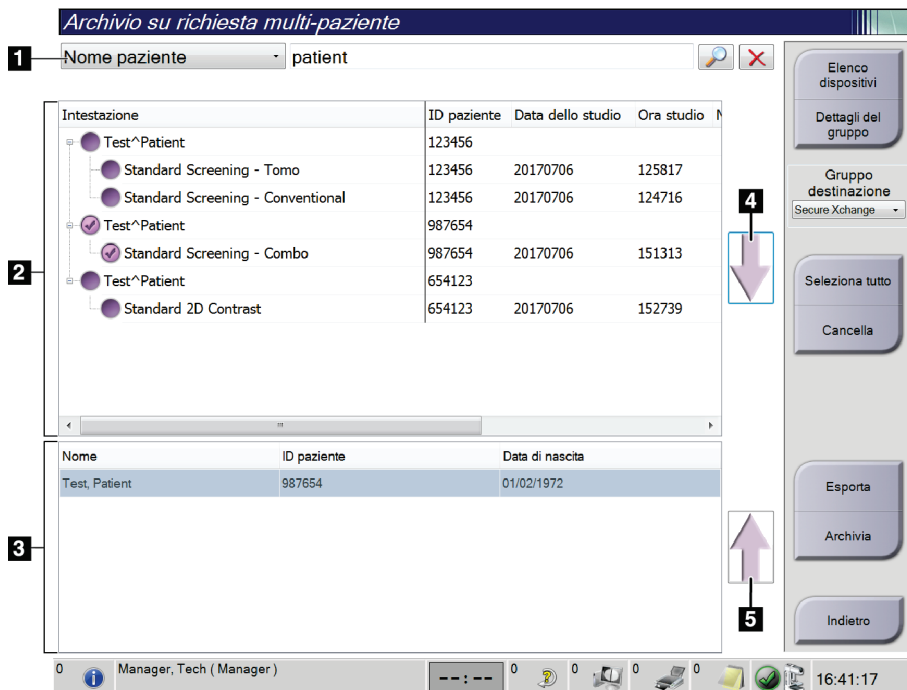 Archivio su richiesta multi-paziente
1
Nome paziente
patient
Elenco dispositivi
Dettagli del gruppo
Gruppo destinazione
Secure Xchange
Seleziona tutto
Cancella
Esporta
Archivia
Indietro
2
Intestazione ID paziente Data dello studio Ora studio
Test^Patient 123456
Standard Screening - Tomo 123456 20170706 125817
Standard Screening - Conventional 123456 20170706 124716
Test^Patient 987654
Standard Screening - Combo 987654 20170706 151313
Test^Patient 654123
Standard 2D Contrast 654123 20170706 152739
4
3
Nome ID paziente Data di nascita
Test, Patient 987654 01/02/1972
5
0 Manager, Tech ( Manager ) --:-- 0 0 0 0 16:41:17